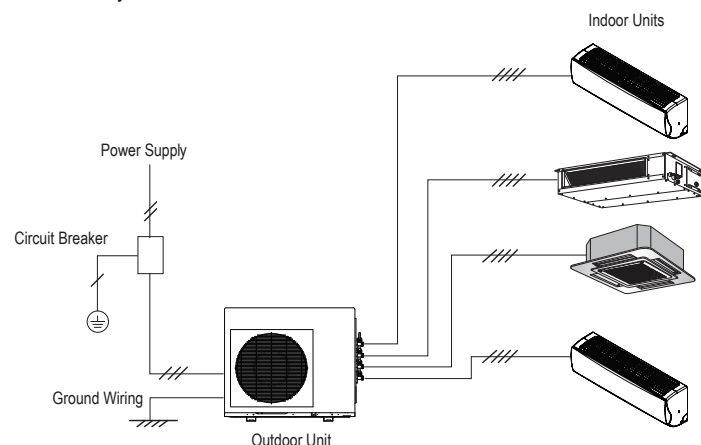 Indoor Units
Power Supply
Circuit Breaker
Ground Wiring
Outdoor Unit